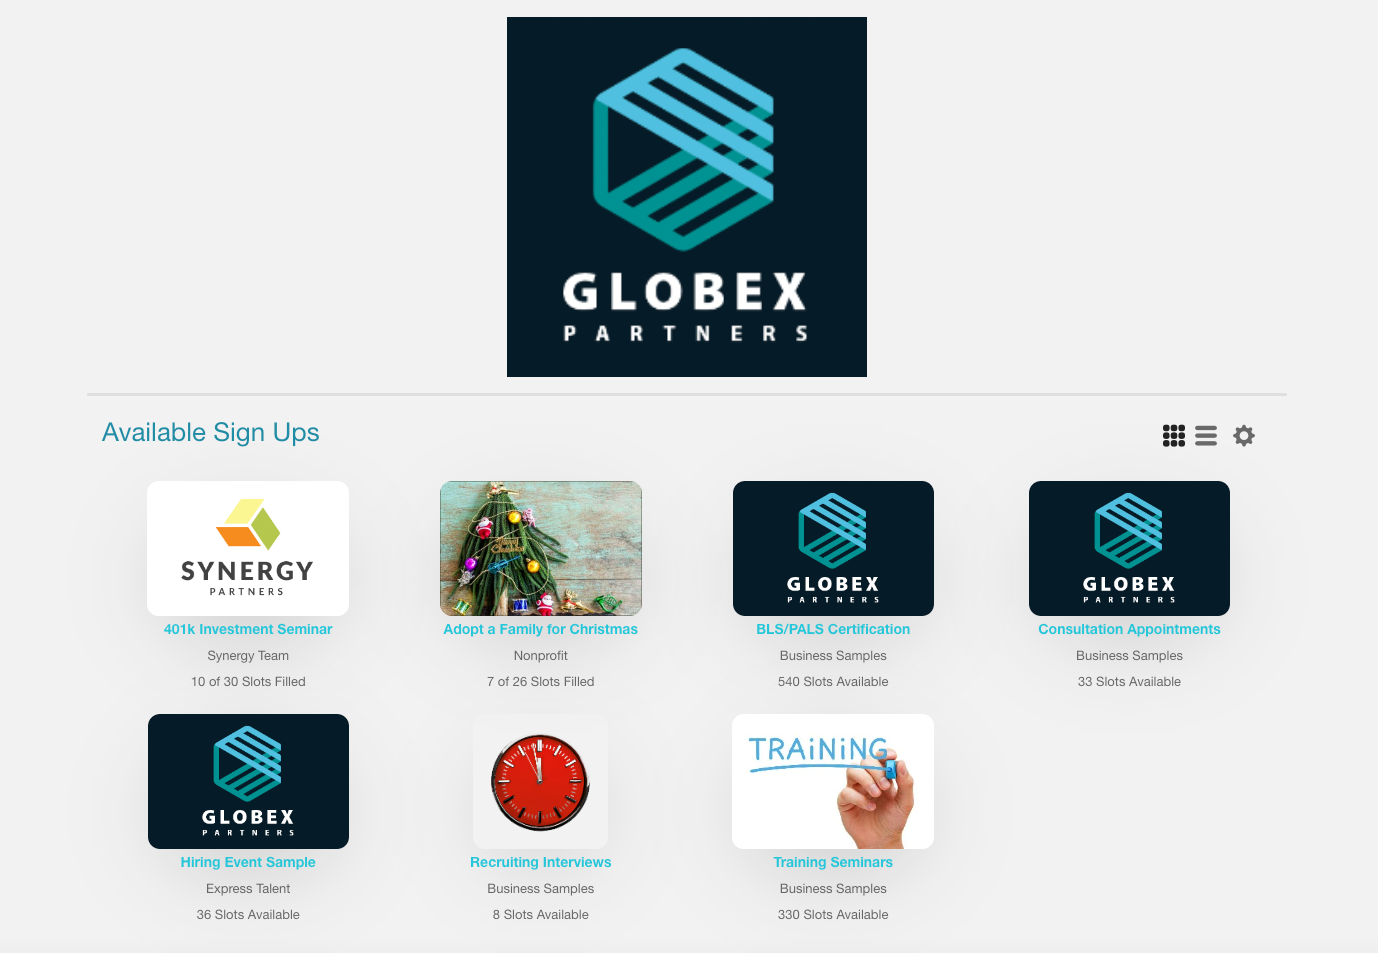 GLOBEX
PARTNERS
Available Sign Ups
SYNERGY
PARTNERS
401k Investment Seminar
Synergy Team
10 of 30 Slots Filled
Adopt a Family for Christmas
Nonprofit
7 of 26 Slots Filled
GLOBEX
PARTNERS
BLS/PALS Certification
Business Samples
540 Slots Available
GLOBEX
PARTNERS
Consultation Appointments
Business Samples
33 Slots Available
GLOBEX
PARTNERS
Hiring Event Sample
Express Talent
36 Slots Available
Recruiting Interviews
Business Samples
8 Slots Available
TRAiNiNG
Training Seminars
Business Samples
330 Slots Available